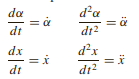 dα/dt = α̇    d²α/dt² = α̈
dx/dt = ẋ    d²x/dt² = ẍ